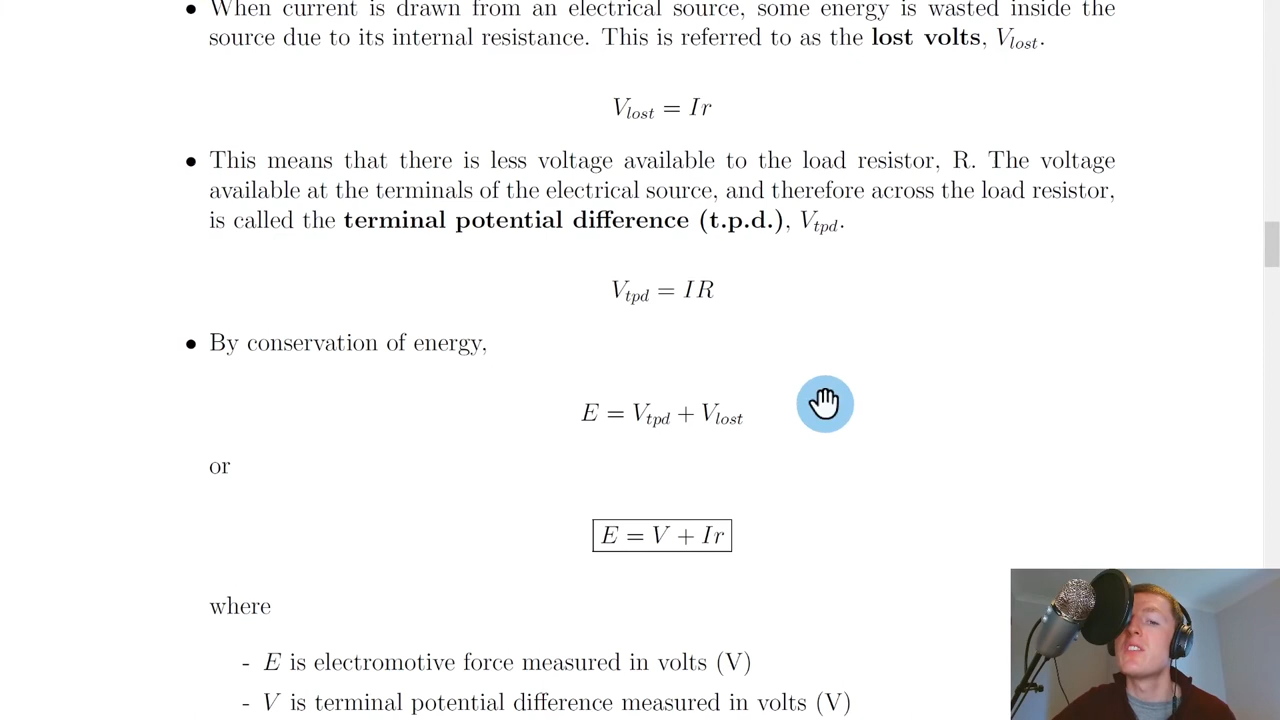 • When current is drawn from an electrical source, some energy is wasted inside the
source due to its internal resistance. This is referred to as the lost volts, V_lost.
V_lost = Ir
• This means that there is less voltage available to the load resistor, R. The voltage
available at the terminals of the electrical source, and therefore across the load resistor,
is called the terminal potential difference (t.p.d.), V_tpd.
V_tpd = IR
• By conservation of energy,
E = V_tpd + V_lost
or
E = V + Ir
where
- E is electromotive force measured in volts (V)
- V is terminal potential difference measured in volts (V)